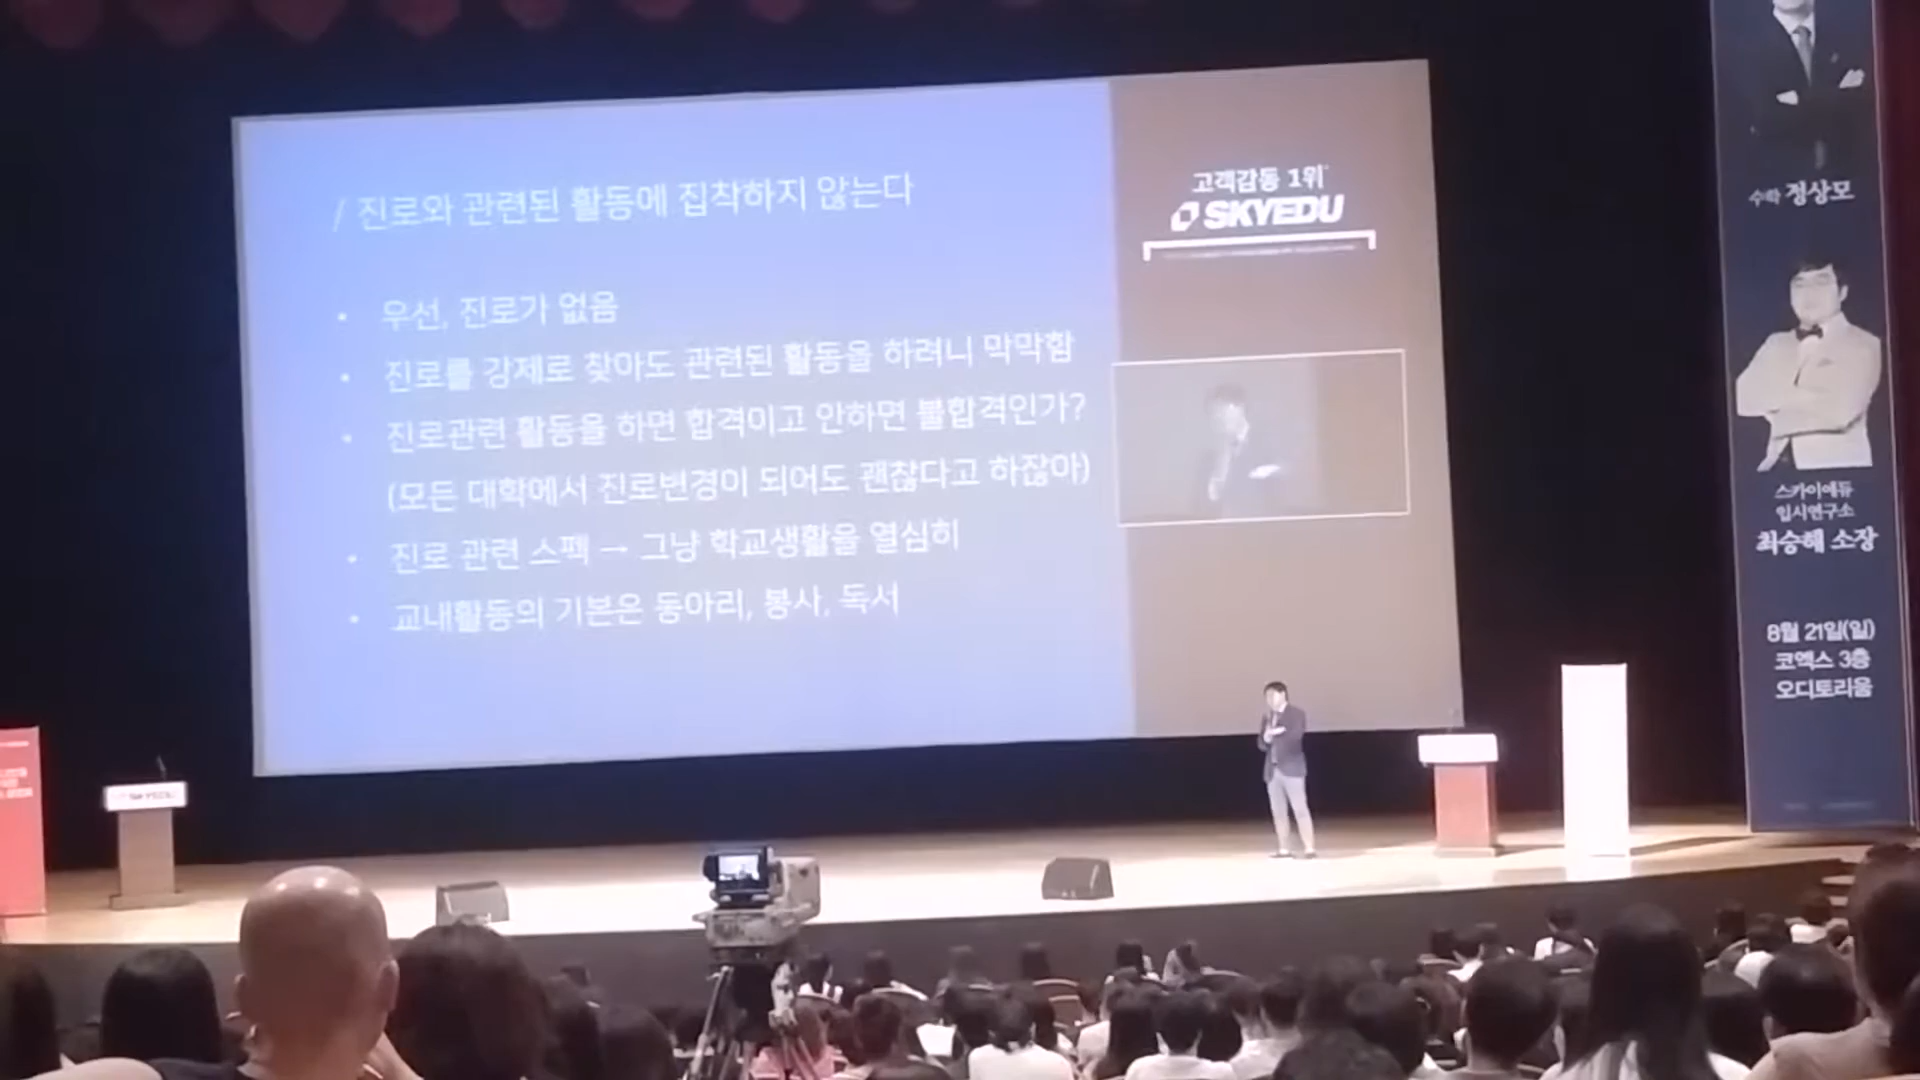 / 진로와 관련된 활동에 집착하지 않는다
• 우선, 진로가 없음
• 진로를 강제로 찾아도 관련된 활동을 하려니 막막함
• 진로관련 활동을 하면 합격이고 안하면 불합격인가?
(모든 대학에서 진로변경이 되어도 괜찮다고 하잖아)
• 진로 관련 스펙 → 그냥 학교생활을 열심히
• 교내활동의 기본은 동아리, 봉사, 독서
고객감동 1위
SKYEDU
수학 정상모
스카이에듀
입시연구소
최승해 소장
8월 21일(일)
코엑스 3층
오디토리움
SKYEDU